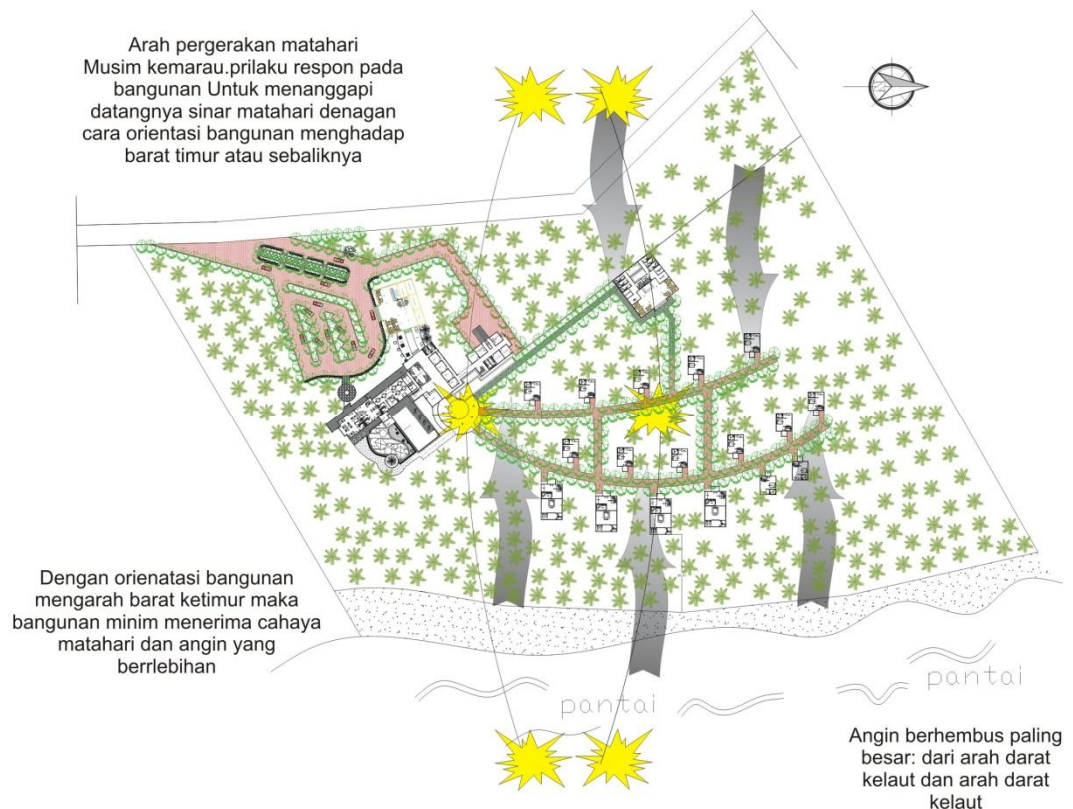 Arah pergerakan matahari
Musim kemarau.prilaku respon pada
bangunan Untuk menanggapi
datangnya sinar matahari denagan
cara orientasi bangunan menghadap
barat timur atau sebaliknya
Dengan orienatasi bangunan
mengarah barat ketimur maka
bangunan minim menerima cahaya
matahari dan angin yang
berrlebihan
pantai
pantai
Angin berhembus paling
besar: dari arah darat
kelaut dan arah darat
kelaut